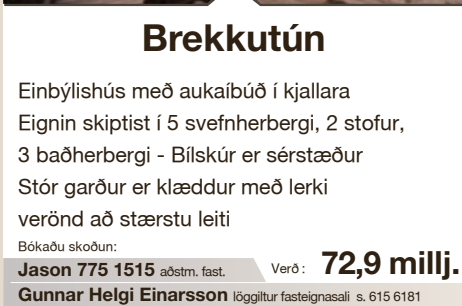 Brekkutún
Einbýlishús með aukaíbúð í kjallara
Eignin skiptist í 5 svefnherbergi, 2 stofur,
3 baðherbergi - Bílskúr er sérstæður
Stór garður er klæddur með lerki
verönd að stærstu leiti
Bókaðu skoðun:
Jason 775 1515 aðstm. fast. Verð : 72,9 millj.
Gunnar Helgi Einarsson löggiltur fasteignasali s. 615 6181